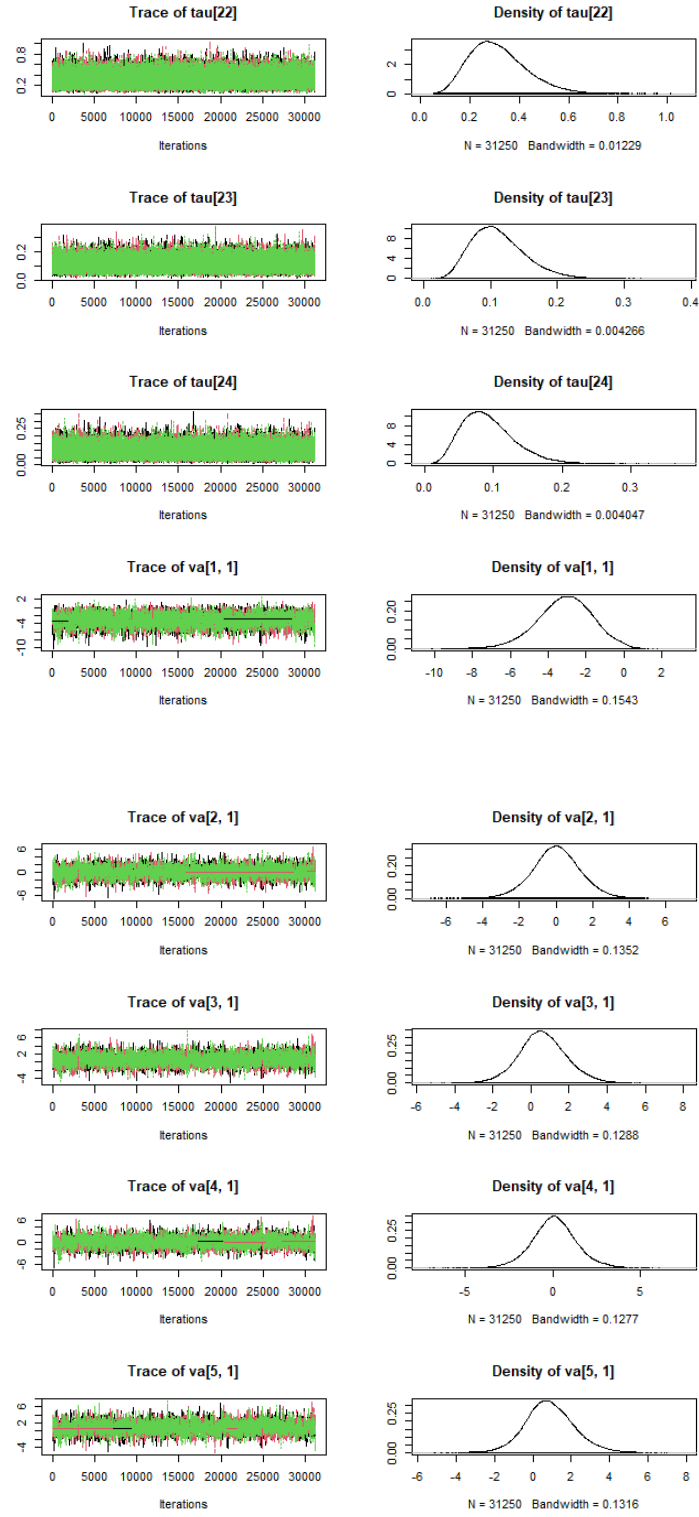 Trace of tau[22] Density of tau[22]
0.8
0.2
0 5000 10000 15000 20000 25000 30000
Iterations
2
0
0.0 0.2 0.4 0.6 0.8 1.0
N = 31250 Bandwidth = 0.01229
Trace of tau[23] Density of tau[23]
0.2
0.0
0 5000 10000 15000 20000 25000 30000
Iterations
8
4
0
0.0 0.1 0.2 0.3 0.4
N = 31250 Bandwidth = 0.004266
Trace of tau[24] Density of tau[24]
0.25
0.00
0 5000 10000 15000 20000 25000 30000
Iterations
8
4
0
0.0 0.1 0.2 0.3
N = 31250 Bandwidth = 0.004047
Trace of va[1, 1] Density of va[1, 1]
2
-4
-10
0 5000 10000 15000 20000 25000 30000
Iterations
0.20
0.00
-10 -8 -6 -4 -2 0 2
N = 31250 Bandwidth = 0.1543
Trace of va[2, 1] Density of va[2, 1]
6
0
-6
0 5000 10000 15000 20000 25000 30000
Iterations
0.20
0.00
-6 -4 -2 0 2 4 6
N = 31250 Bandwidth = 0.1352
Trace of va[3, 1] Density of va[3, 1]
6
2
-4
0 5000 10000 15000 20000 25000 30000
Iterations
0.25
0.00
-6 -4 -2 0 2 4 6 8
N = 31250 Bandwidth = 0.1288
Trace of va[4, 1] Density of va[4, 1]
6
0
-6
0 5000 10000 15000 20000 25000 30000
Iterations
0.25
0.00
-5 0 5
N = 31250 Bandwidth = 0.1277
Trace of va[5, 1] Density of va[5, 1]
6
2
-4
0 5000 10000 15000 20000 25000 30000
Iterations
0.25
0.00
-6 -4 -2 0 2 4 6 8
N = 31250 Bandwidth = 0.1316